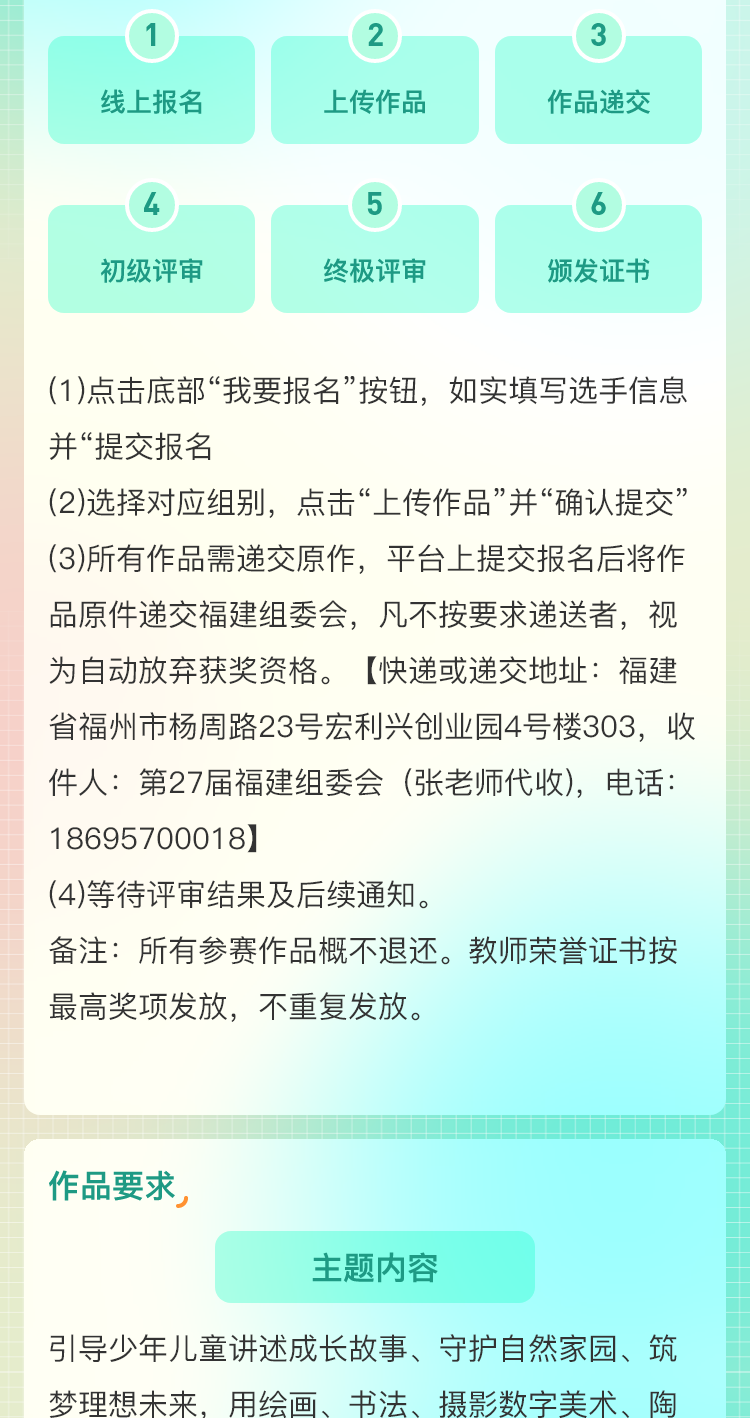 1
2
3
线上报名
上传作品
作品递交
4
5
6
初级评审
终极评审
颁发证书
(1)点击底部“我要报名”按钮，如实填写选手信息
并“提交报名
(2)选择对应组别，点击“上传作品”并“确认提交”
(3)所有作品需递交原作，平台上提交报名后将作
品原件递交福建组委会，凡不按要求递送者，视
为自动放弃获奖资格。【快递或递交地址：福建
省福州市杨周路23号宏利兴创业园4号楼303，收
件人：第27届福建组委会（张老师代收)，电话：
18695700018】
(4)等待评审结果及后续通知。
备注：所有参赛作品概不退还。教师荣誉证书按
最高奖项发放，不重复发放。
作品要求
主题内容
引导少年儿童讲述成长故事、守护自然家园、筑
梦理想未来，用绘画、书法、摄影数字美术、陶